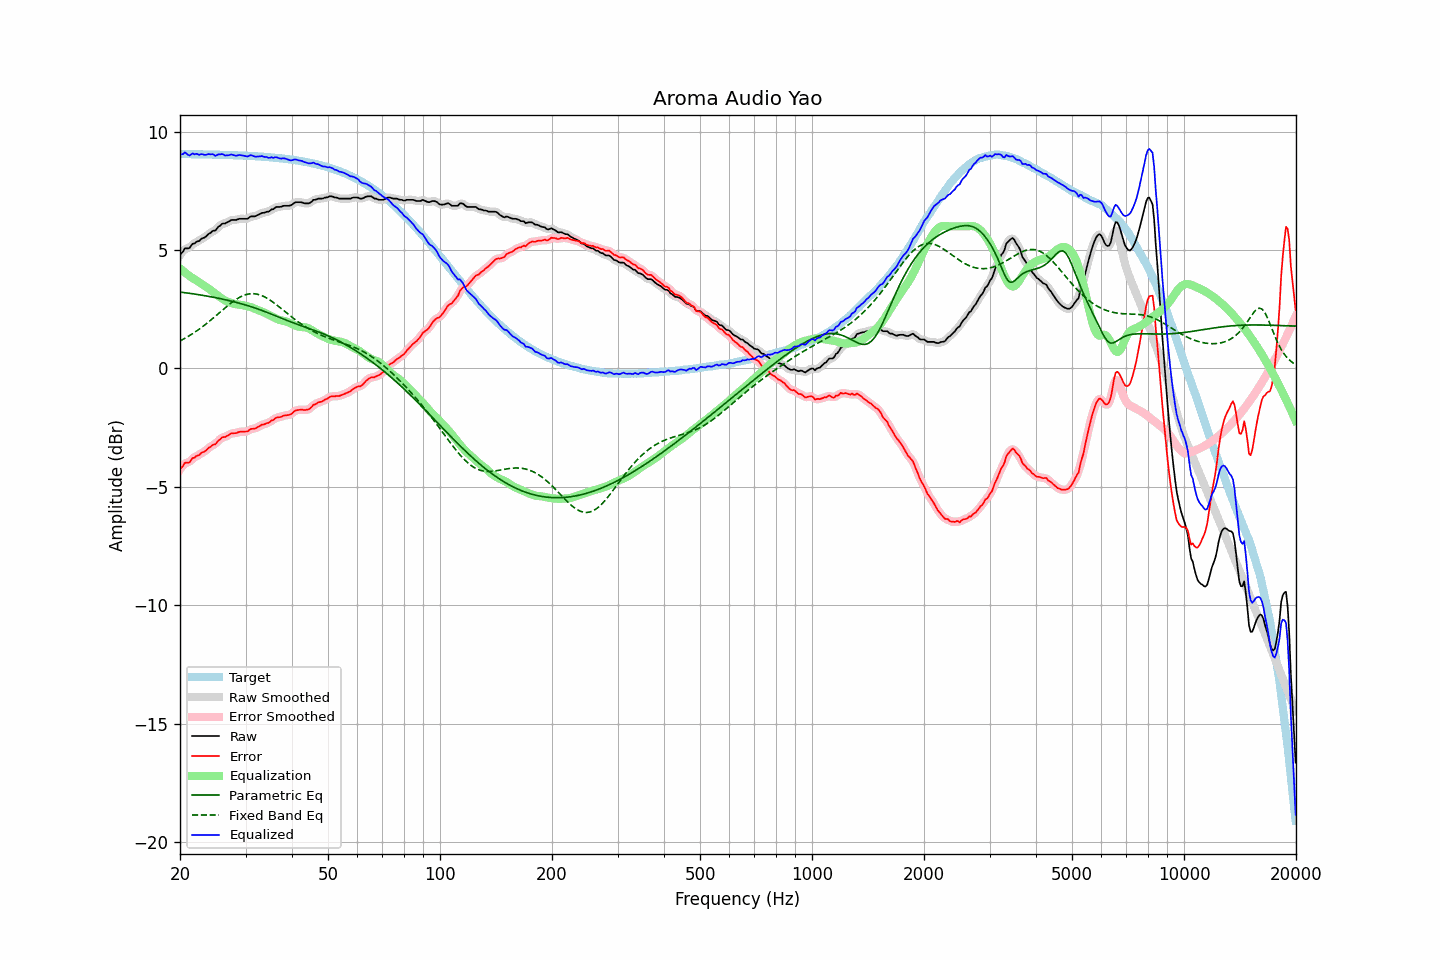 Aroma Audio Yao
10
5
0
−5
−10
−15
−20
Amplitude (dBr)
Target
Raw Smoothed
Error Smoothed
Raw
Error
Equalization
Parametric Eq
Fixed Band Eq
Equalized
20 50 100 200 500 1000 2000 5000 10000 20000
Frequency (Hz)